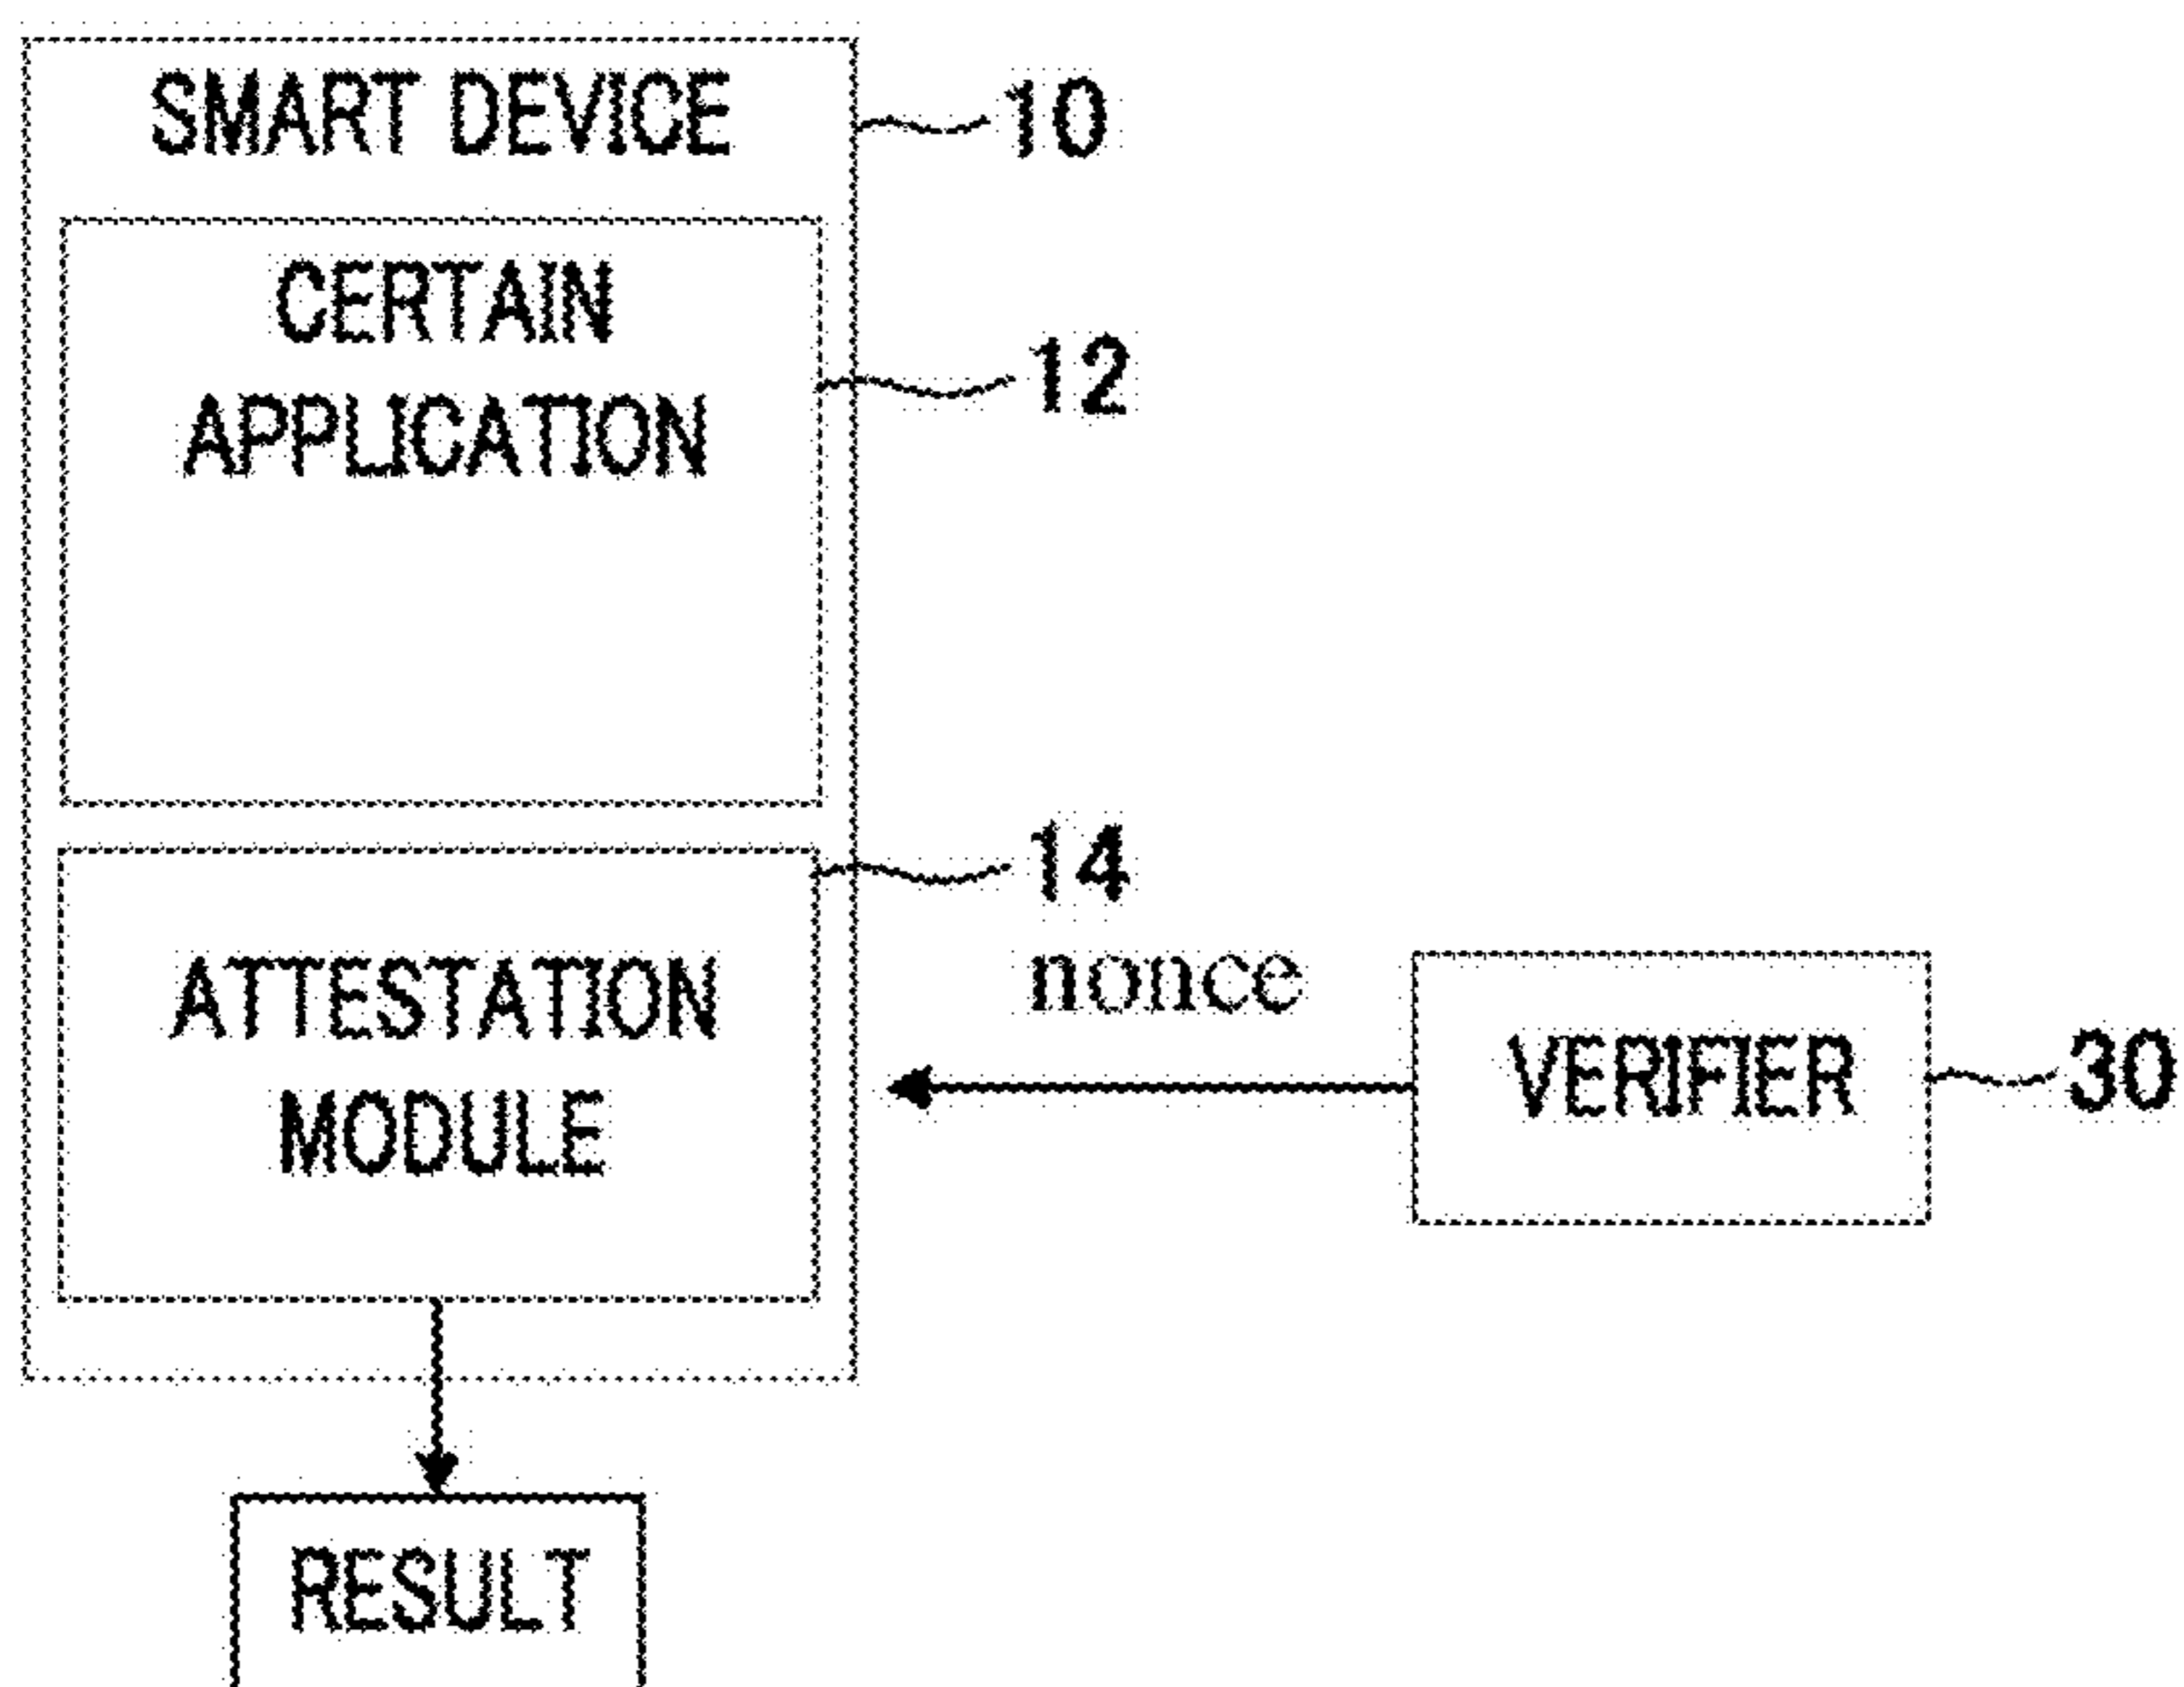 SMART DEVICE
10
CERTAIN
APPLICATION
12
14
ATTESTATION
MODULE
nonce
VERIFIER
30
RESULT